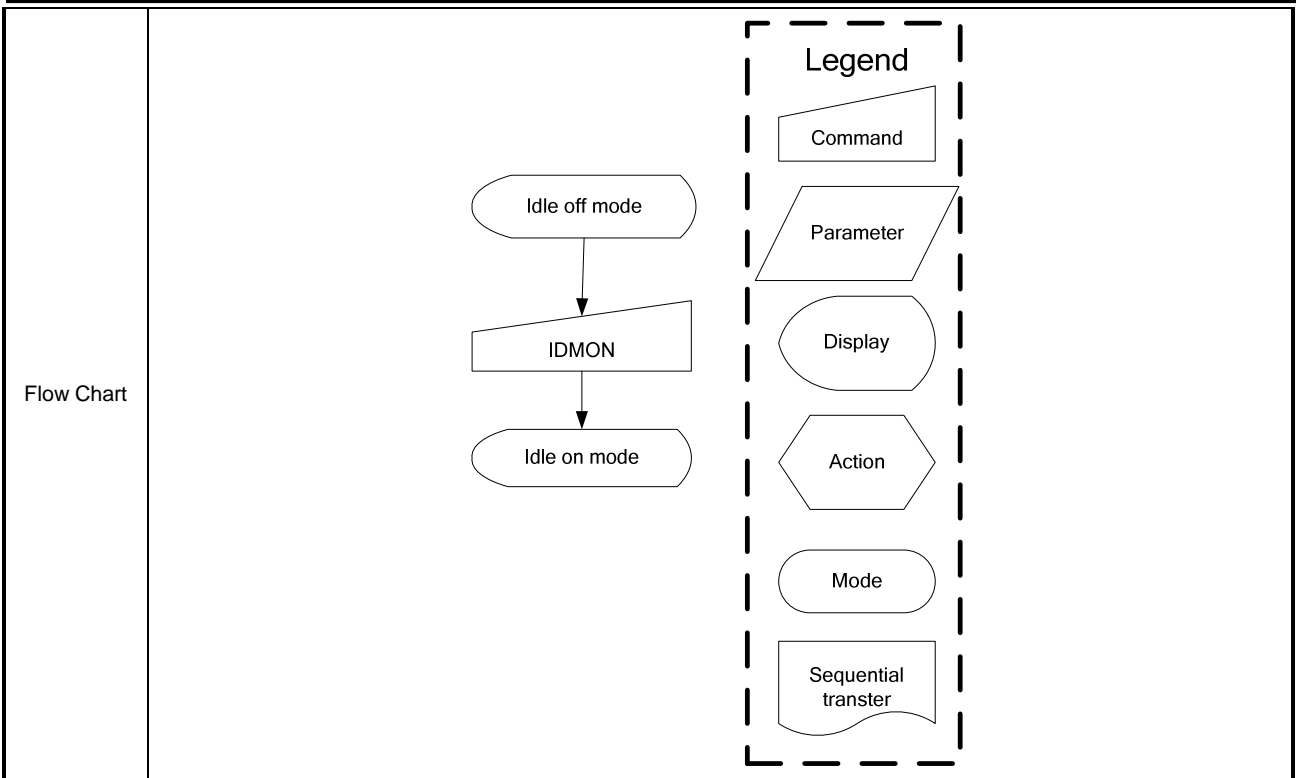 Flow Chart
Idle off mode
IDMON
Idle on mode
Legend
Command
Parameter
Display
Action
Mode
Sequential
transter